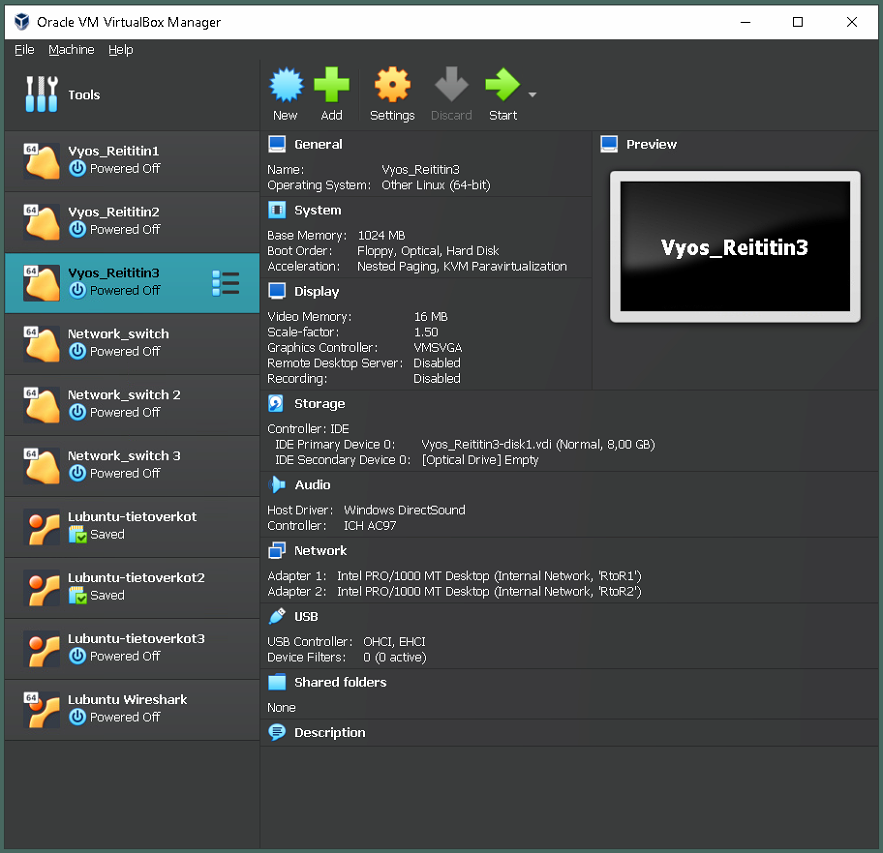 Oracle VM VirtualBox Manager
File Machine Help
Tools
New Add Settings Discard Start
64 Vyos_Reititin1
Powered Off
64 Vyos_Reititin2
Powered Off
64 Vyos_Reititin3
Powered Off
64 Network_switch
Powered Off
64 Network_switch 2
Powered Off
64 Network_switch 3
Powered Off
Lubuntu-tietoverkot
Saved
Lubuntu-tietoverkot2
Saved
Lubuntu-tietoverkot3
Powered Off
64 Lubuntu Wireshark
Powered Off
General
Name: Vyos_Reititin3
Operating System: Other Linux (64-bit)
System
Base Memory: 1024 MB
Boot Order: Floppy, Optical, Hard Disk
Acceleration: Nested Paging, KVM Paravirtualization
Display
Video Memory: 16 MB
Scale-factor: 1.50
Graphics Controller: VMSVGA
Remote Desktop Server: Disabled
Recording: Disabled
Preview
Vyos_Reititin3
Storage
Controller: IDE
IDE Primary Device 0: Vyos_Reititin3-disk1.vdi (Normal, 8,00 GB)
IDE Secondary Device 0: [Optical Drive] Empty
Audio
Host Driver: Windows DirectSound
Controller: ICH AC97
Network
Adapter 1: Intel PRO/1000 MT Desktop (Internal Network, 'RtoR1')
Adapter 2: Intel PRO/1000 MT Desktop (Internal Network, 'RtoR2')
USB
USB Controller: OHCI, EHCI
Device Filters: 0 (0 active)
Shared folders
None
Description